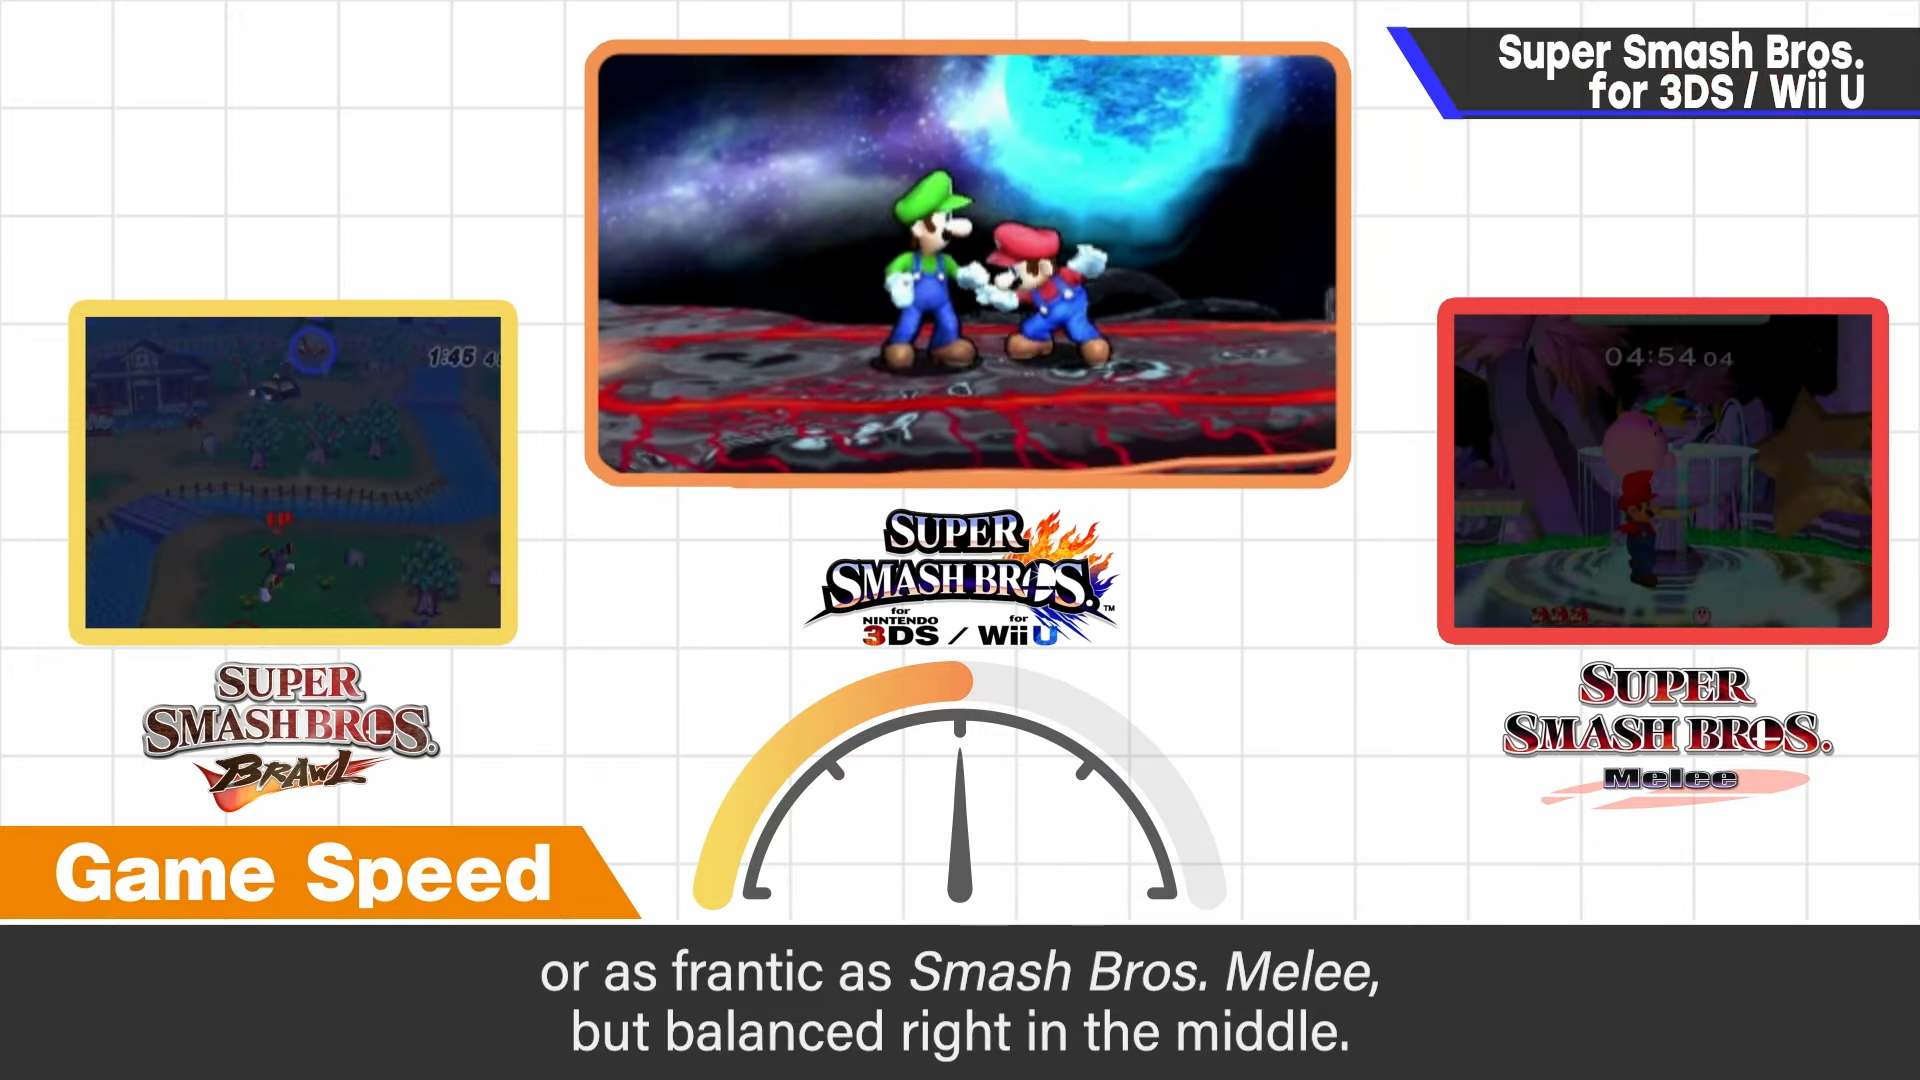 Super Smash Bros.
for 3DS / Wii U
1:45
04:54 04
SUPER
SMASH BROS.™
for NINTENDO 3DS / for Wii U
SUPER
SMASH BROS.
BRAWL
SUPER
SMASH BROS.
Melee
Game Speed
or as frantic as Smash Bros. Melee,
but balanced right in the middle.